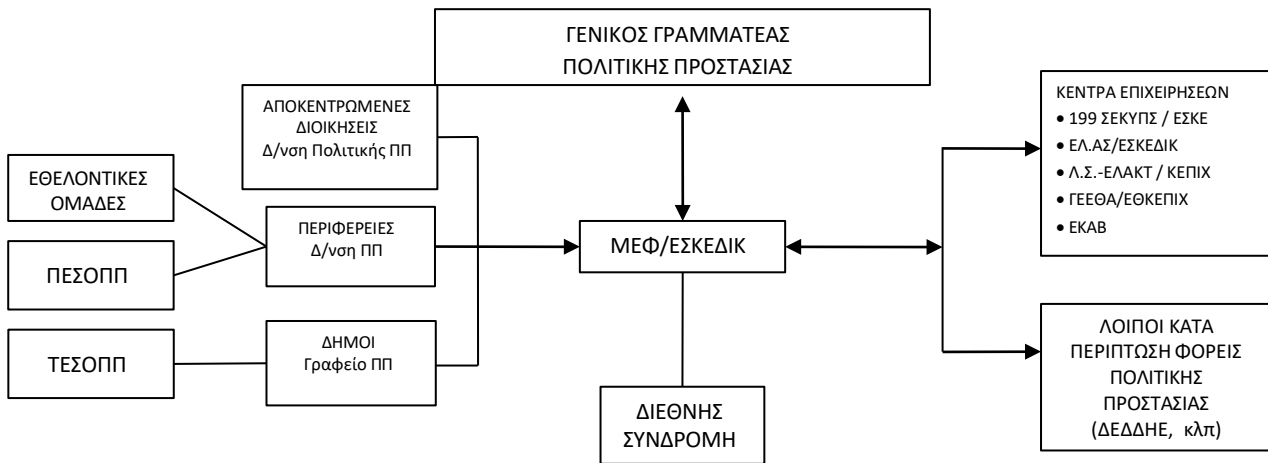 ΓΕΝΙΚΟΣ ΓΡΑΜΜΑΤΕΑΣ
ΠΟΛΙΤΙΚΗΣ ΠΡΟΣΤΑΣΙΑΣ
ΑΠΟΚΕΝΤΡΩΜΕΝΕΣ
ΔΙΟΙΚΗΣΕΙΣ
Δ/νση Πολιτικής ΠΠ
ΕΘΕΛΟΝΤΙΚΕΣ
ΟΜΑΔΕΣ
ΠΕΣΟΠΠ
ΤΕΣΟΠΠ
ΠΕΡΙΦΕΡΕΙΕΣ
Δ/νση ΠΠ
ΔΗΜΟΙ
Γραφείο ΠΠ
ΜΕΦ/ΕΣΚΕΔΙΚ
ΔΙΕΘΝΗΣ
ΣΥΝΔΡΟΜΗ
ΚΕΝΤΡΑ ΕΠΙΧΕΙΡΗΣΕΩΝ
• 199 ΣΕΚΥΠΣ / ΕΣΚΕ
• ΕΛ.ΑΣ/ΕΣΚΕΔΙΚ
• Λ.Σ.-ΕΛΑΚΤ / ΚΕΠΙΧ
• ΓΕΕΘΑ/ΕΘΚΕΠΙΧ
• ΕΚΑΒ
ΛΟΙΠΟΙ ΚΑΤΑ
ΠΕΡΙΠΤΩΣΗ ΦΟΡΕΙΣ
ΠΟΛΙΤΙΚΗΣ
ΠΡΟΣΤΑΣΙΑΣ
(ΔΕΔΔΗΕ, κλπ)